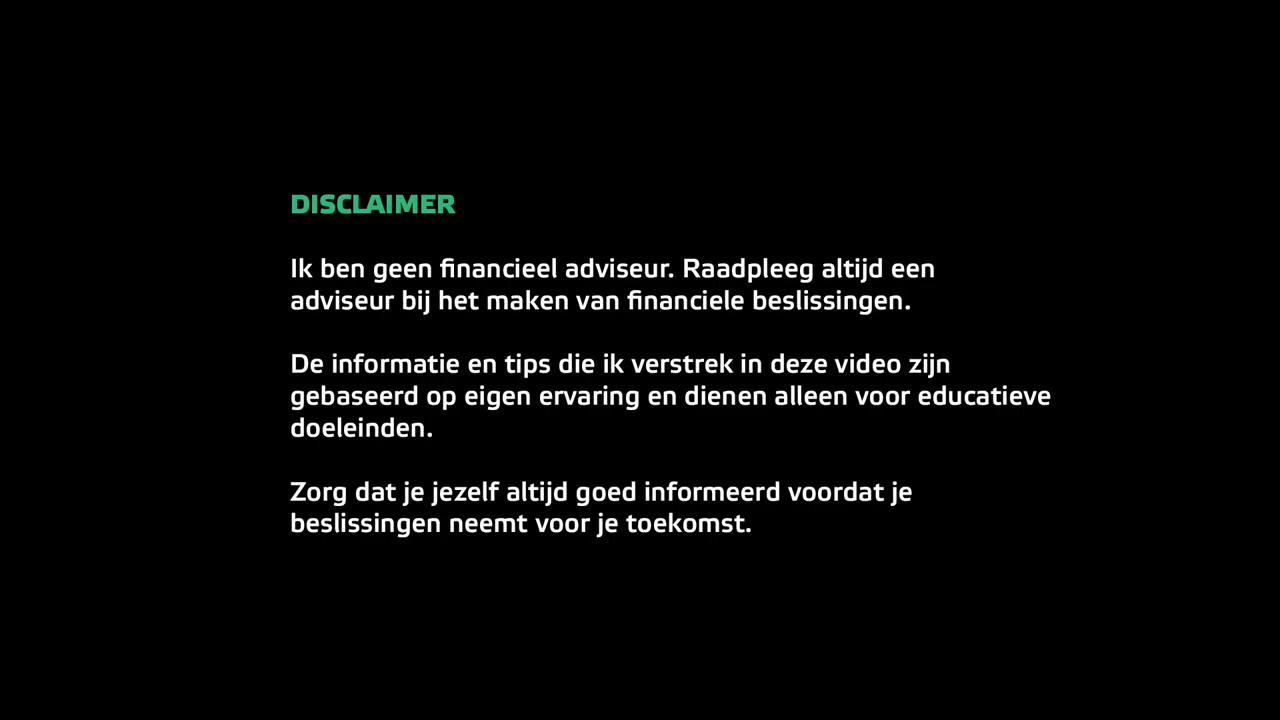 DISCLAIMER
Ik ben geen financieel adviseur. Raadpleeg altijd een
adviseur bij het maken van financiele beslissingen.
De informatie en tips die ik verstrek in deze video zijn
gebaseerd op eigen ervaring en dienen alleen voor educatieve
doeleinden.
Zorg dat je jezelf altijd goed informeerd voordat je
beslissingen neemt voor je toekomst.